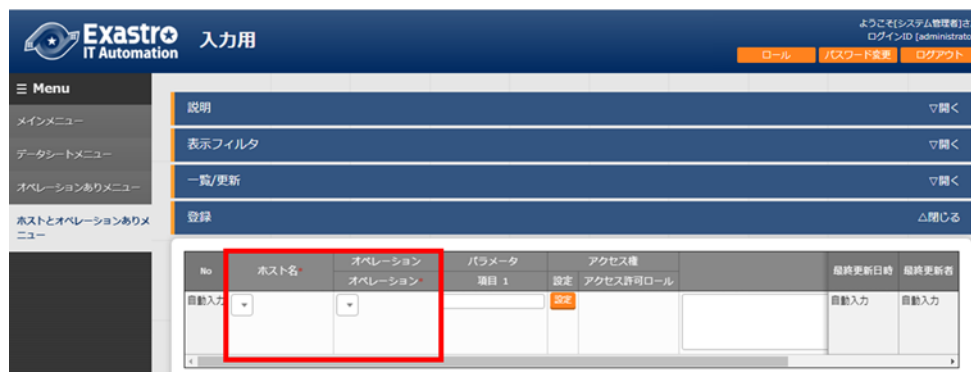 Exastro
IT Automation
入力用
ようこそ[システム管理者]さ
ログインID [administrato
ロール
パスワード変更
ログアウト
☰ Menu
メインメニュー
データシートメニュー
オペレーションありメニュー
ホストとオペレーションありメ
ニュー
説明
▽開く
表示フィルタ
▽開く
一覧/更新
▽開く
登録
△閉じる
No
ホスト名*
オペレーション
パラメータ
アクセス権
最終更新日時
最終更新者
オペレーション*
項目 1
設定
アクセス許可ロール
自動入力
設定
自動入力
自動入力